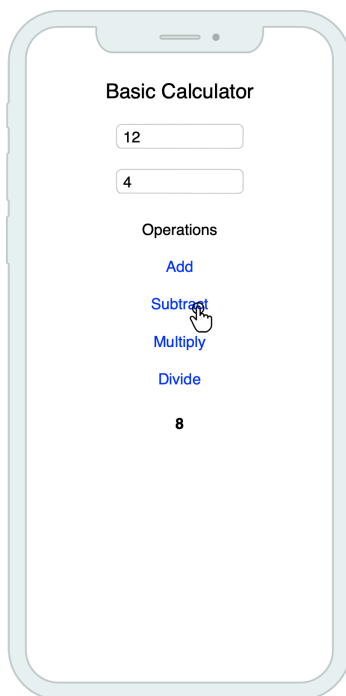 Basic Calculator
12
4
Operations
Add
Subtract
Multiply
Divide
8